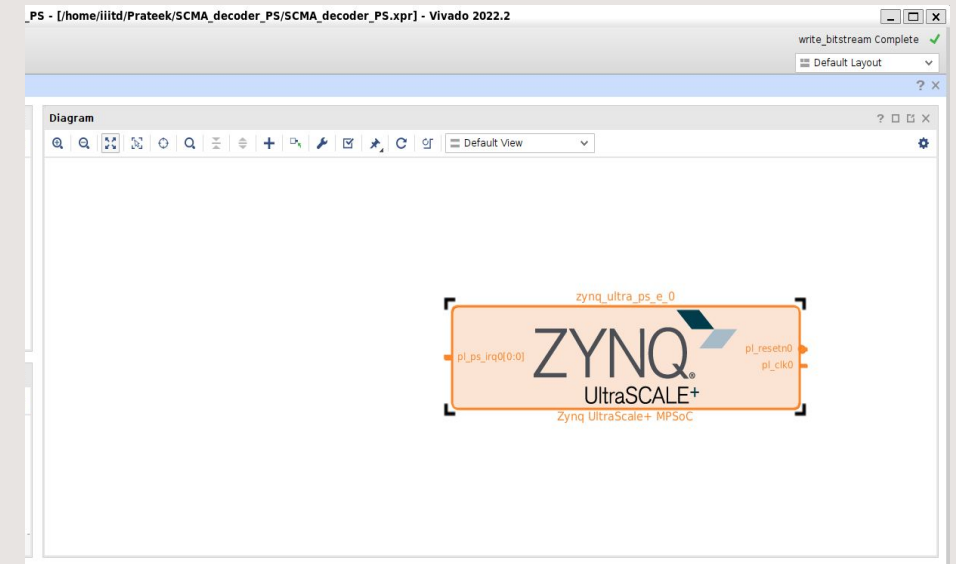 _PS - [/home/iiitd/Prateek/SCMA_decoder_PS/SCMA_decoder_PS.xpr] - Vivado 2022.2
write_bitstream Complete
Default Layout
Diagram
Default View
zynq_ultra_ps_e_0
pl_ps_irq0[0:0]
ZYNQ
UltraSCALE+
pl_resetn0
pl_clk0
Zynq UltraScale+ MPSoC